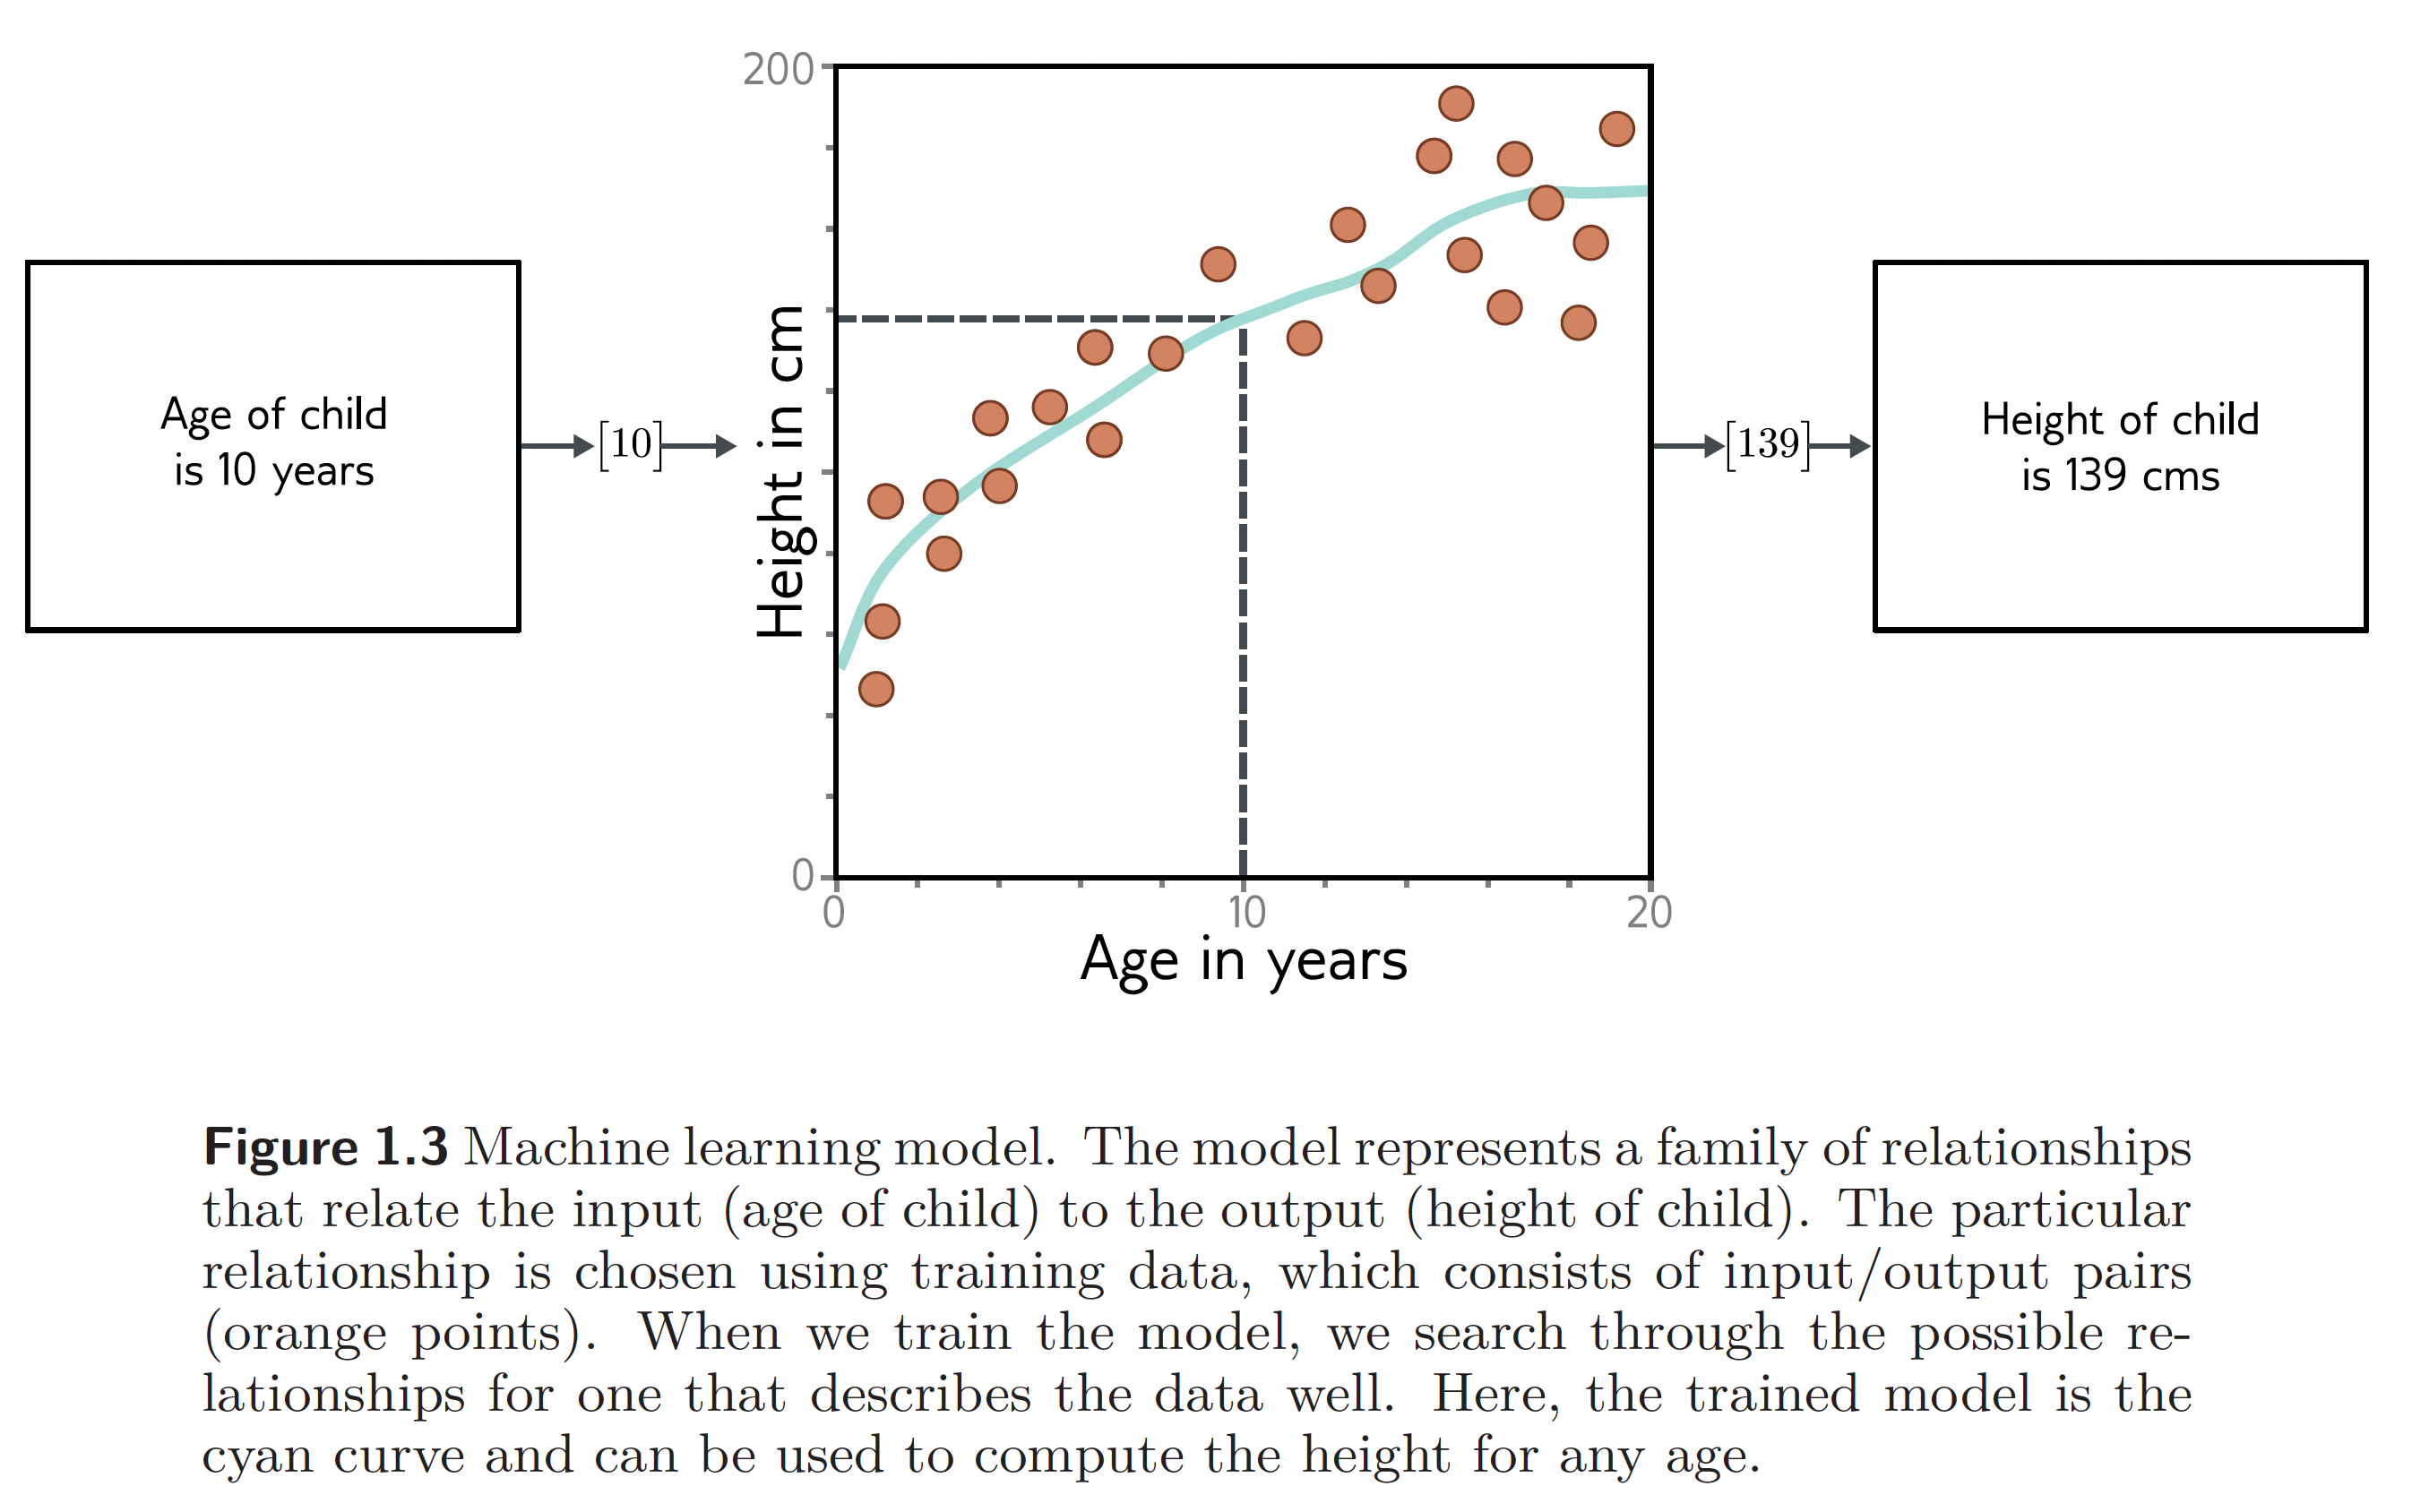 200
Height in cm
0
0
10
20
Age in years
Age of child
is 10 years
[10]
[139]
Height of child
is 139 cms
Figure 1.3 Machine learning model. The model represents a family of relationships
that relate the input (age of child) to the output (height of child). The particular
relationship is chosen using training data, which consists of input/output pairs
(orange points). When we train the model, we search through the possible re-
lationships for one that describes the data well. Here, the trained model is the
cyan curve and can be used to compute the height for any age.